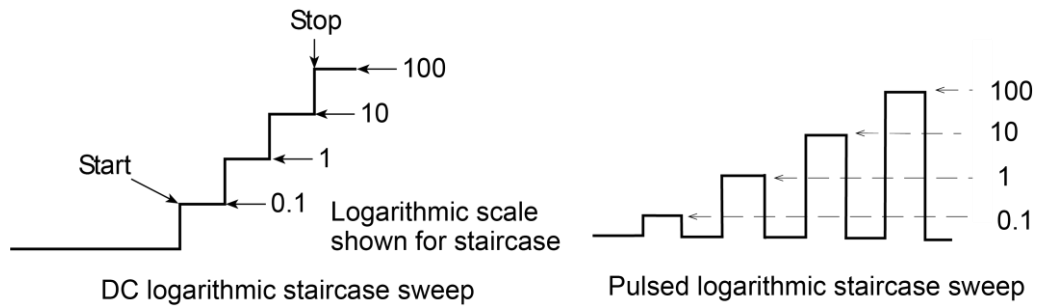 Stop
100
10
1
Start
0.1
Logarithmic scale
shown for staircase
DC logarithmic staircase sweep
100
10
1
0.1
Pulsed logarithmic staircase sweep